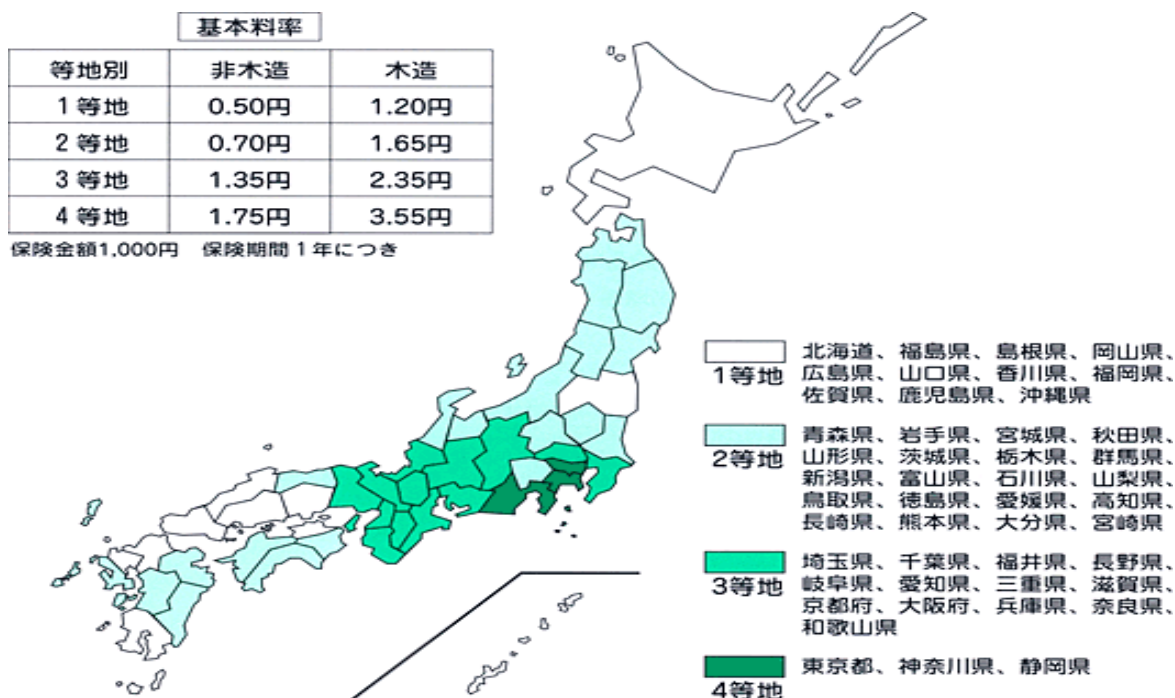 基本料率
等地別 非木造 木造
1等地 0.50円 1.20円
2等地 0.70円 1.65円
3等地 1.35円 2.35円
4等地 1.75円 3.55円
保険金額1,000円 保険期間1年につき
1等地
北海道、福島県、島根県、岡山県、
広島県、山口県、香川県、福岡県、
佐賀県、鹿児島県、沖縄県
2等地
青森県、岩手県、宮城県、秋田県、
山形県、茨城県、栃木県、群馬県、
新潟県、富山県、石川県、山梨県、
鳥取県、徳島県、愛媛県、高知県、
長崎県、熊本県、大分県、宮崎県
3等地
埼玉県、千葉県、福井県、長野県、
岐阜県、愛知県、三重県、滋賀県、
京都府、大阪府、兵庫県、奈良県、
和歌山県
4等地
東京都、神奈川県、静岡県